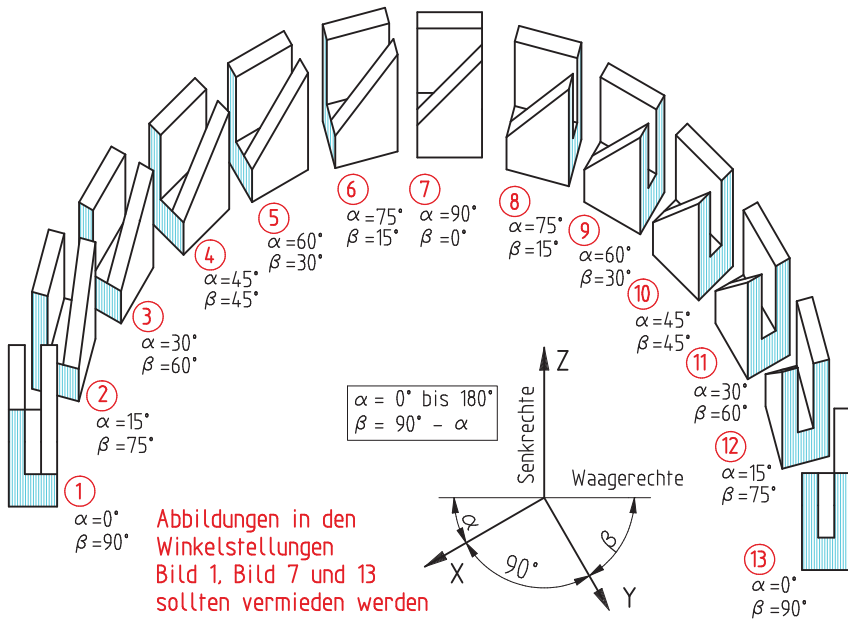 1
α=0°
β=90°
2
α=15°
β=75°
3
α=30°
β=60°
4
α=45°
β=45°
5
α=60°
β=30°
6
α=75°
β=15°
7
α=90°
β=0°
8
α=75°
β=15°
9
α=60°
β=30°
10
α=45°
β=45°
11
α=30°
β=60°
12
α=15°
β=75°
13
α=0°
β=90°
α = 0° bis 180°
β = 90° - α
Z
Senkrechte
Waagerechte
α
β
90°
X
Y
Abbildungen in den
Winkelstellungen
Bild 1, Bild 7 und 13
sollten vermieden werden